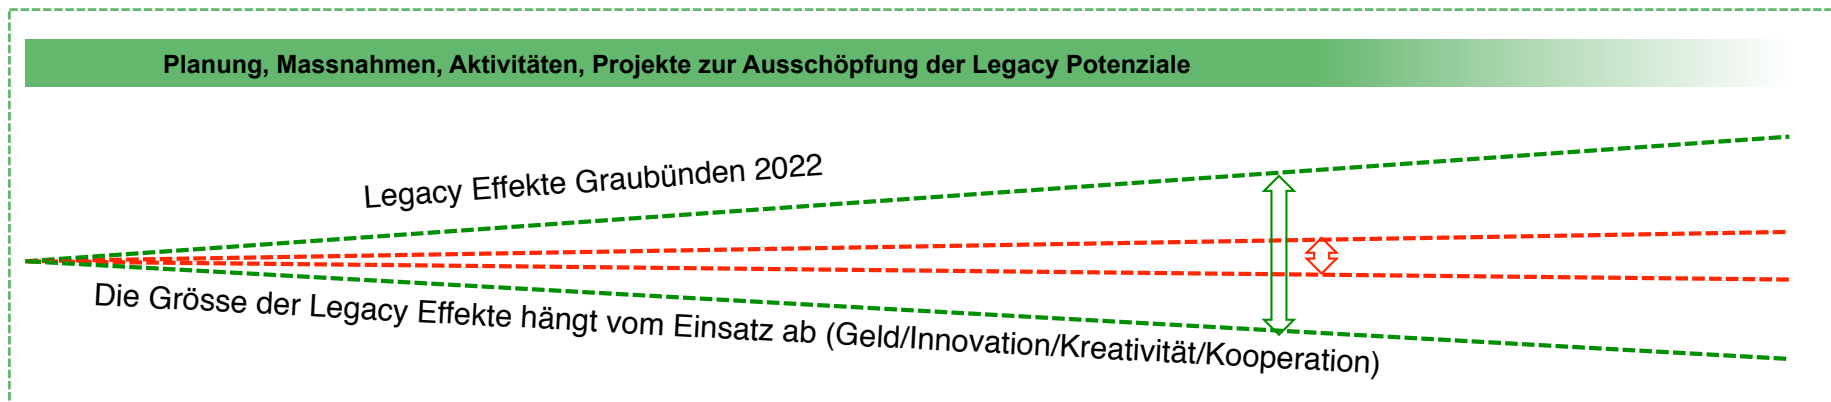 Planung, Massnahmen, Aktivitäten, Projekte zur Ausschöpfung der Legacy Potenziale
Legacy Effekte Graubünden 2022
Die Grösse der Legacy Effekte hängt vom Einsatz ab (Geld/Innovation/Kreativität/Kooperation)